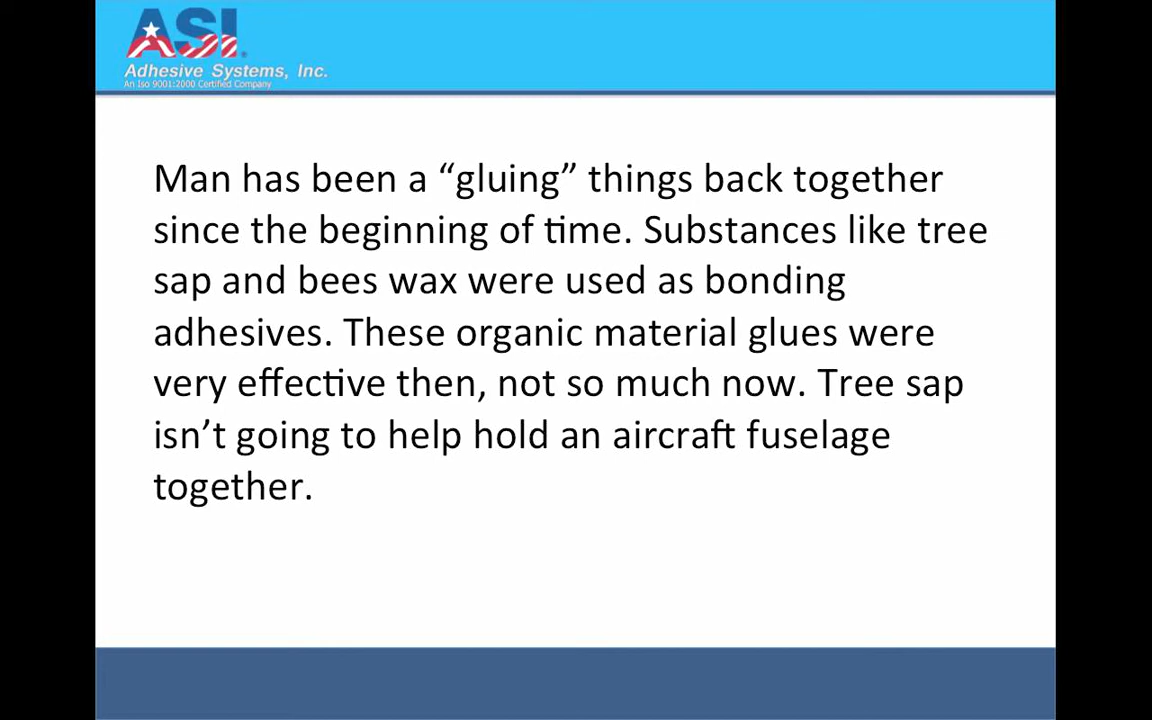 ASI
Adhesive Systems, Inc.
An Iso 9001:2000 Certified Company
Man has been a “gluing” things back together
since the beginning of time. Substances like tree
sap and bees wax were used as bonding
adhesives. These organic material glues were
very effective then, not so much now. Tree sap
isn’t going to help hold an aircraft fuselage
together.